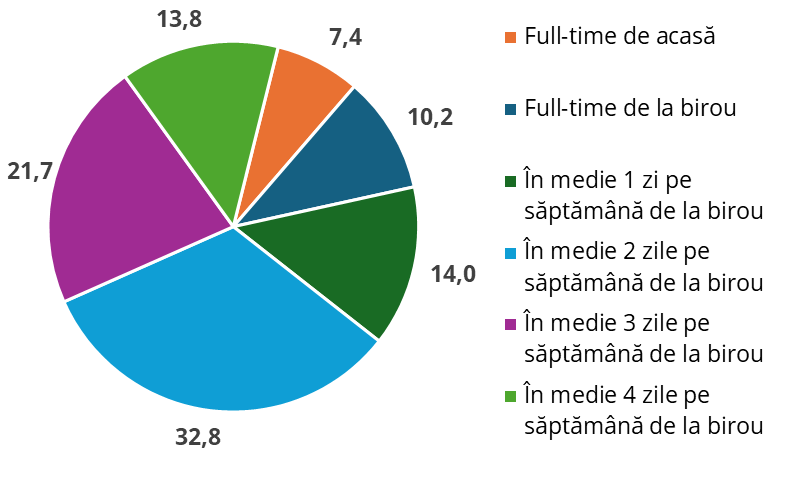 13,8
7,4
10,2
21,7
14,0
32,8
Full-time de acasă
Full-time de la birou
În medie 1 zi pe
săptămână de la birou
În medie 2 zile pe
săptămână de la birou
În medie 3 zile pe
săptămână de la birou
În medie 4 zile pe
săptămână de la birou